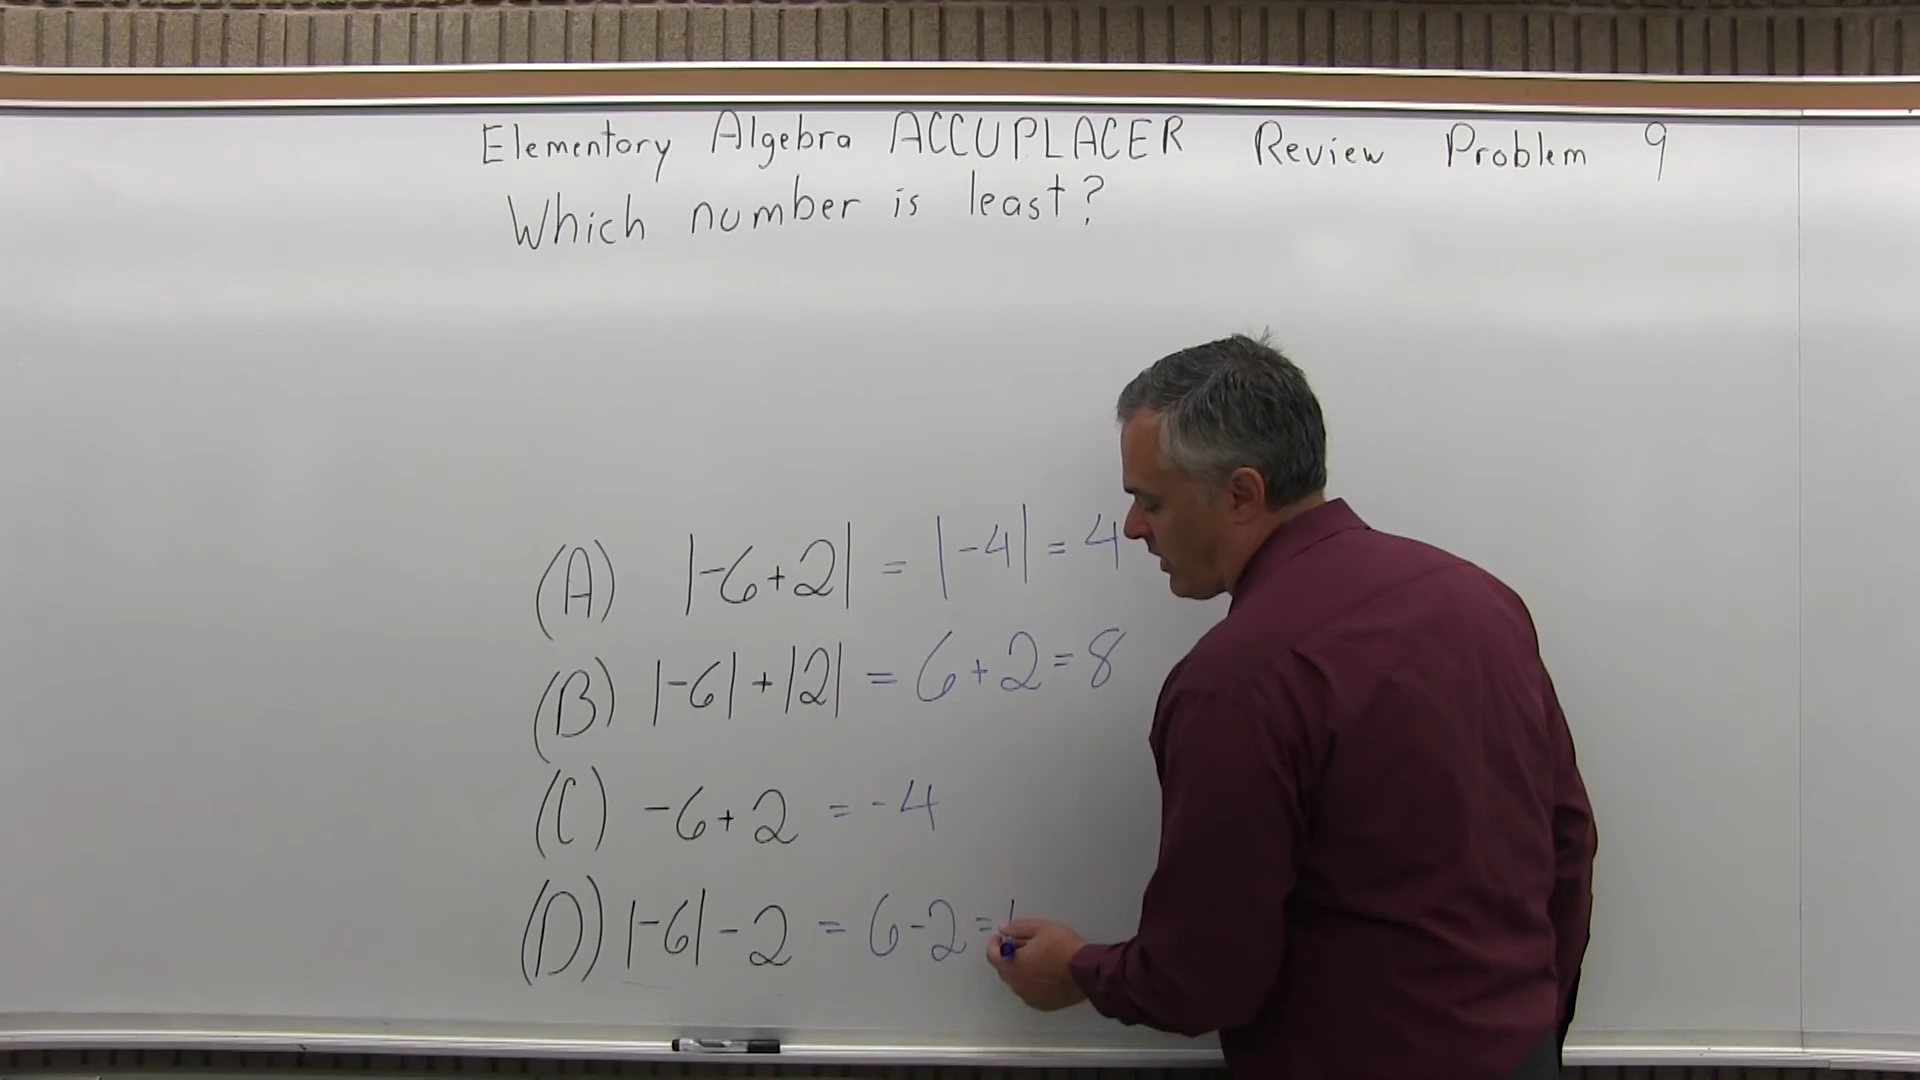 Elementary Algebra ACCUPLACER Review Problem 9
Which number is least?
(A) |-6+2| = |-4| = 4
(B) |-6|+|2| = 6+2=8
(C) -6+2 = -4
(D) |-6|-2 = 6-2=